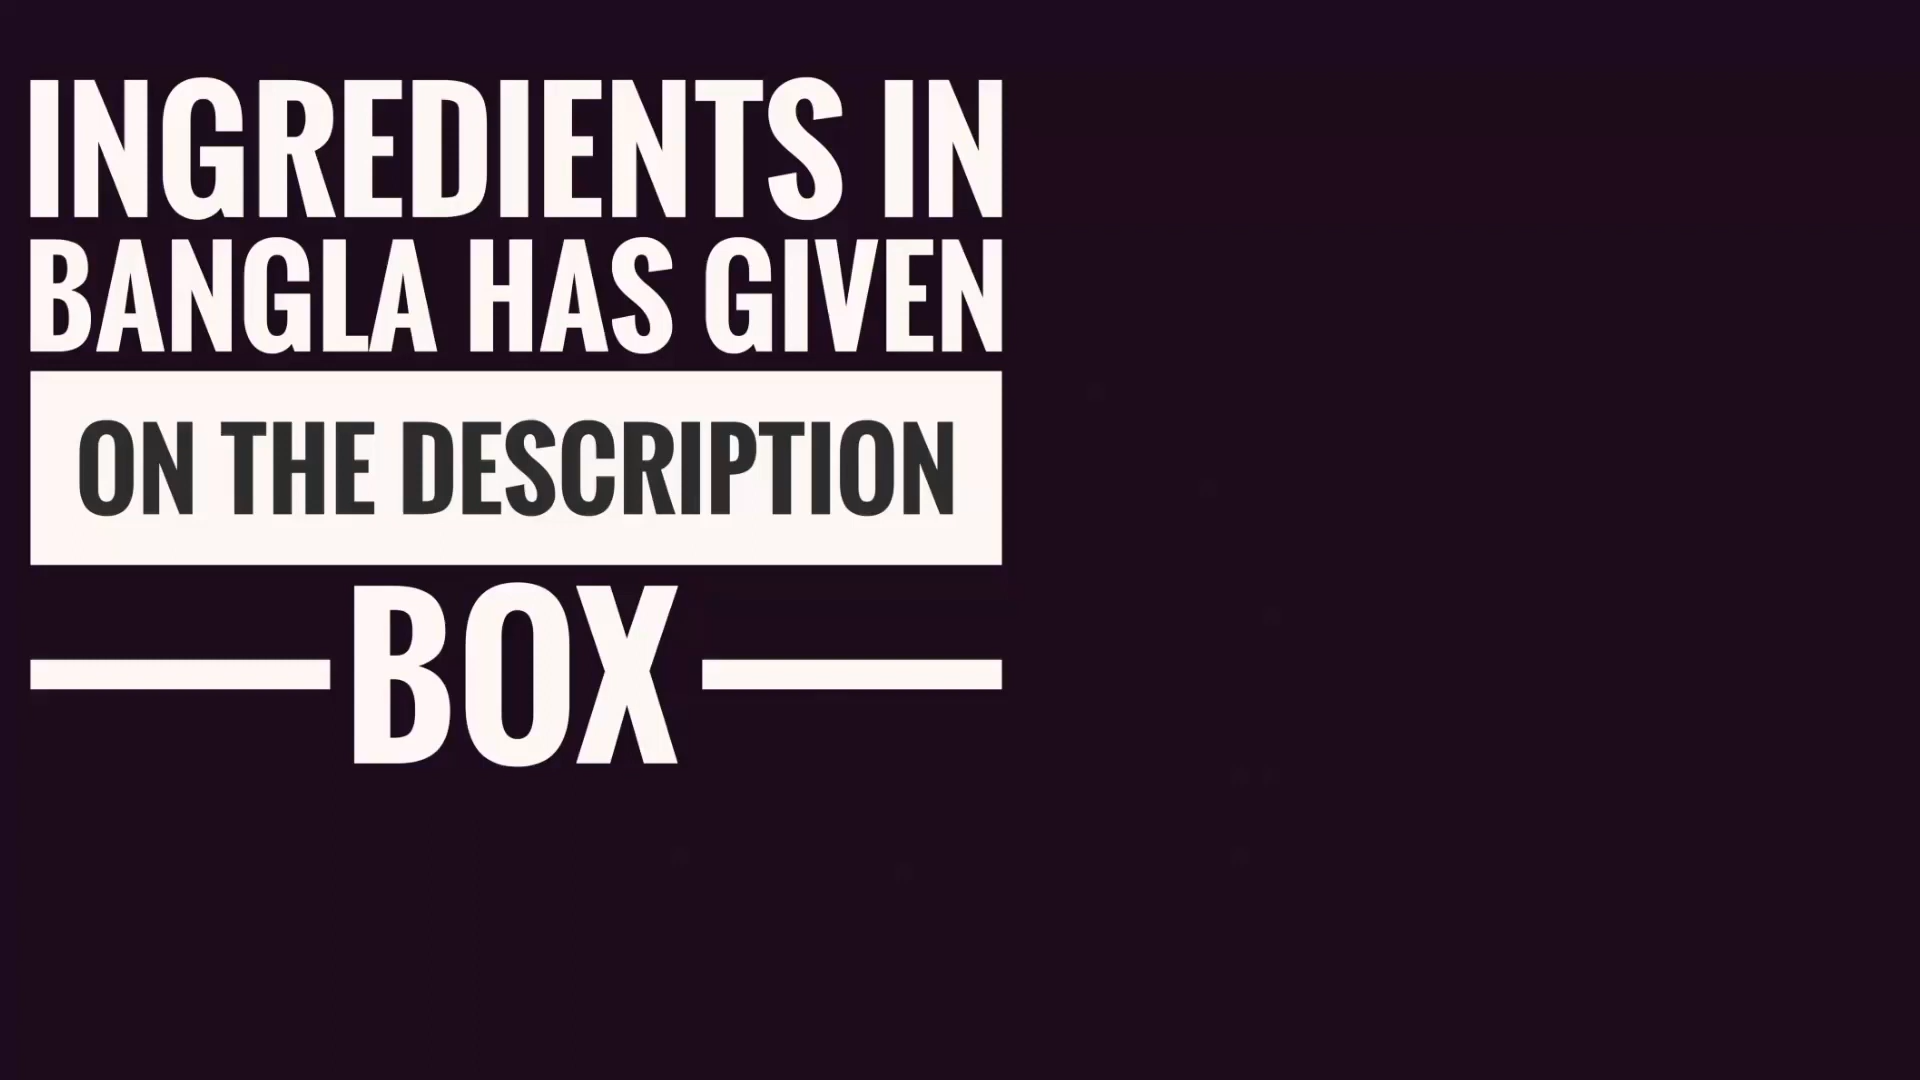 INGREDIENTS IN
BANGLA HAS GIVEN
ON THE DESCRIPTION
BOX